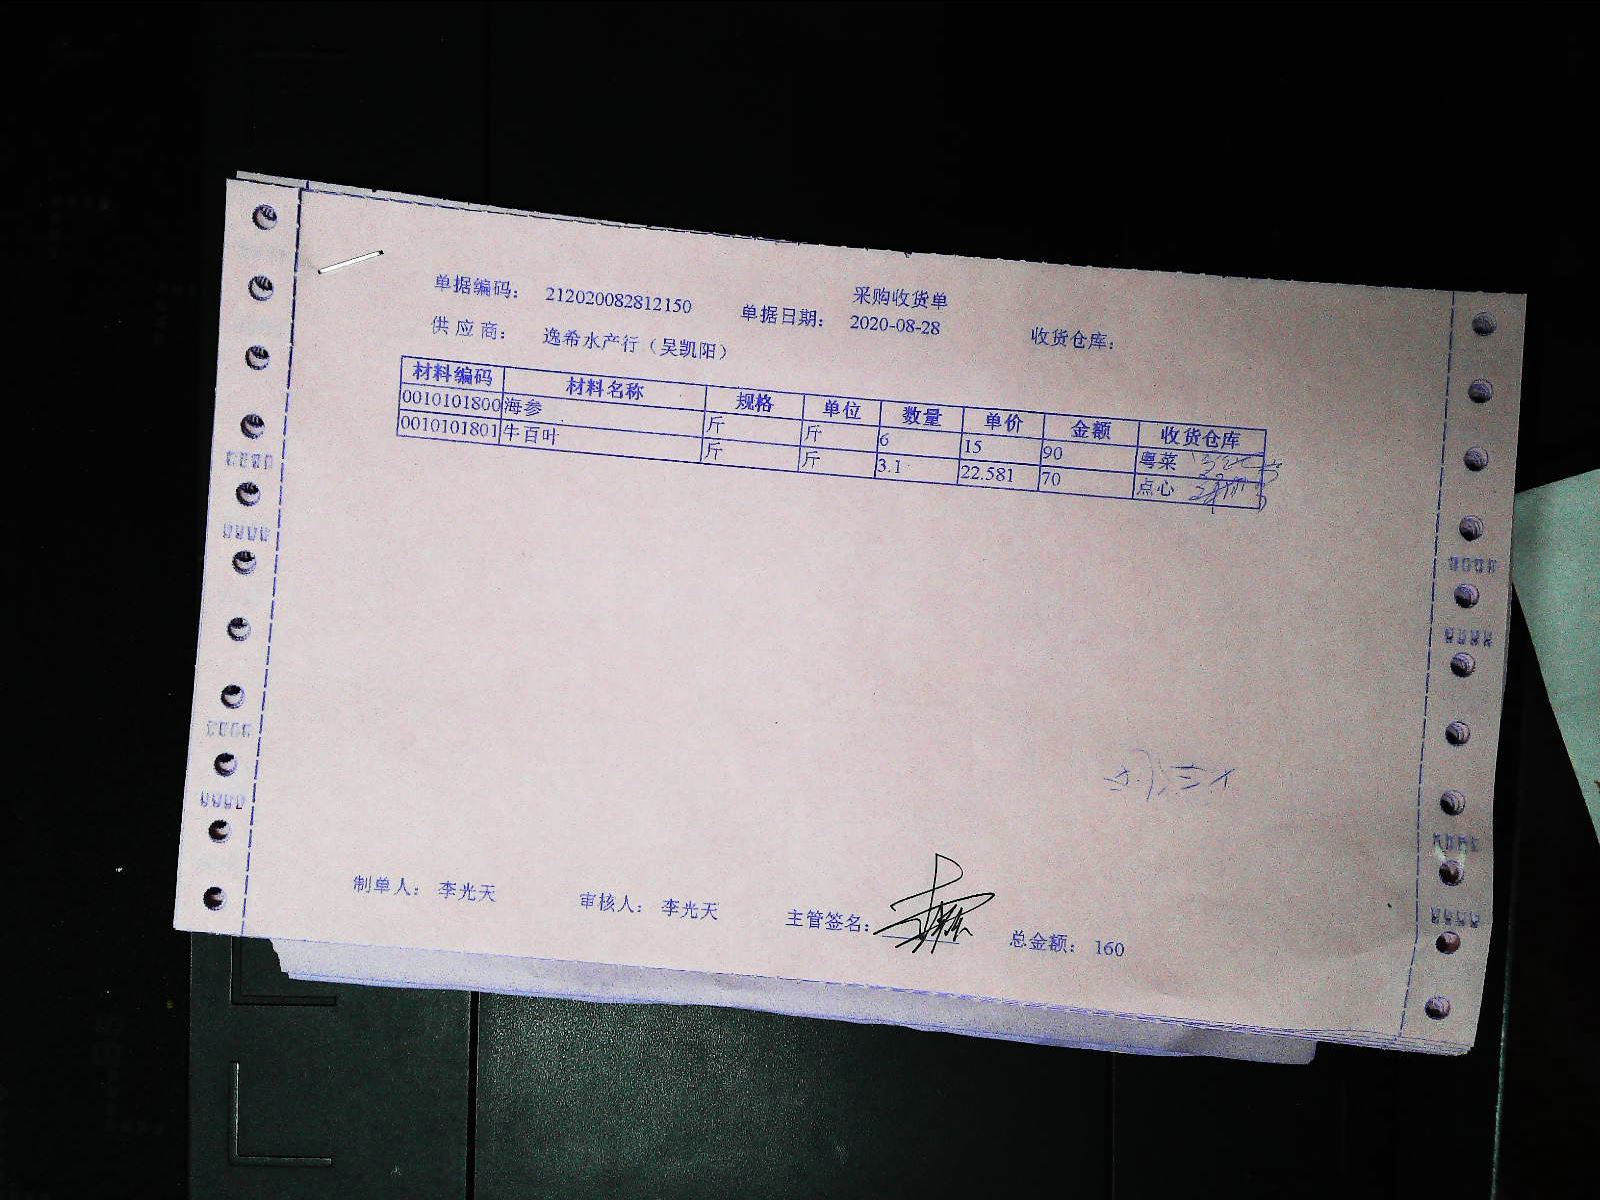 采购收货单
单据编码： 212020082812150 单据日期： 2020-08-28 收货仓库：
供应商： 逸希水产行（吴凯阳）
材料编码 材料名称 规格 单位 数量 单价 金额 收货仓库
0010101800 海参 斤 斤 6 15 90 粤菜
0010101801 牛百叶 斤 斤 3.1 22.581 70 点心
制单人： 李光天 审核人： 李光天 主管签名： 总金额： 160